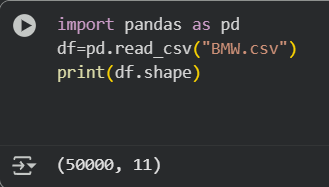 import pandas as pd
df=pd.read_csv("BMW.csv")
print(df.shape)
(50000, 11)